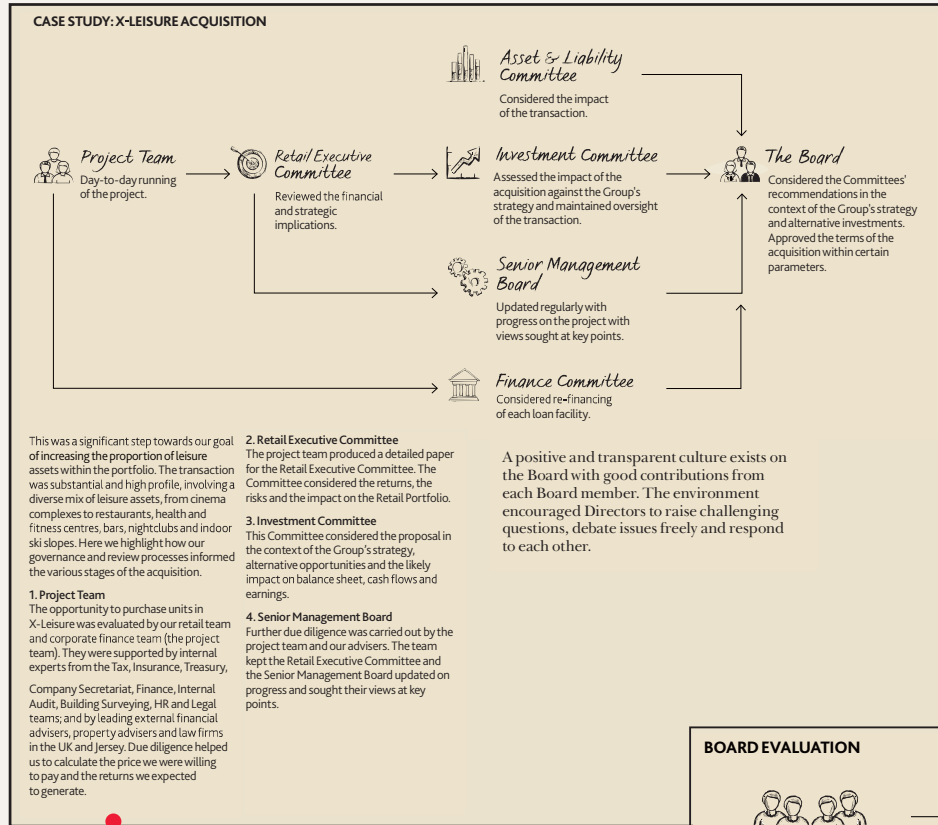 CASE STUDY: X-LEISURE ACQUISITION
Asset & Liability
Committee
Considered the impact
of the transaction.
Project Team
Day-to-day running
of the project.
Retail Executive
Committee
Reviewed the financial
and strategic
implications.
Investment Committee
Assessed the impact of the
acquisition against the Group's
strategy and maintained oversight
of the transaction.
The Board
Considered the Committees'
recommendations in the
context of the Group's strategy
and alternative investments.
Approved the terms of the
acquisition within certain
parameters.
Senior Management
Board
Updated regularly with
progress on the project with
views sought at key points.
Finance Committee
Considered re-financing
of each loan facility.
This was a significant step towards our goal
of increasing the proportion of leisure
assets within the portfolio. The transaction
was substantial and high profile, involving a
diverse mix of leisure assets, from cinema
complexes to restaurants, health and
fitness centres, bars, nightclubs and indoor
ski slopes. Here we highlight how our
governance and review processes informed
the various stages of the acquisition.
1. Project Team
The opportunity to purchase units in
X-Leisure was evaluated by our retail team
and corporate finance team (the project
team). They were supported by internal
experts from the Tax, Insurance, Treasury,
Company Secretariat, Finance, Internal
Audit, Building Surveying, HR and Legal
teams; and by leading external financial
advisers, property advisers and law firms
in the UK and Jersey. Due diligence helped
us to calculate the price we were willing
to pay and the returns we expected
to generate.
2. Retail Executive Committee
The project team produced a detailed paper
for the Retail Executive Committee. The
Committee considered the returns, the
risks and the impact on the Retail Portfolio.
3. Investment Committee
This Committee considered the proposal in
the context of the Group's strategy,
alternative opportunities and the likely
impact on balance sheet, cash flows and
earnings.
4. Senior Management Board
Further due diligence was carried out by the
project team and our advisers. The team
kept the Retail Executive Committee and
the Senior Management Board updated on
progress and sought their views at key
points.
A positive and transparent culture exists on
the Board with good contributions from
each Board member. The environment
encouraged Directors to raise challenging
questions, debate issues freely and respond
to each other.
BOARD EVALUATION